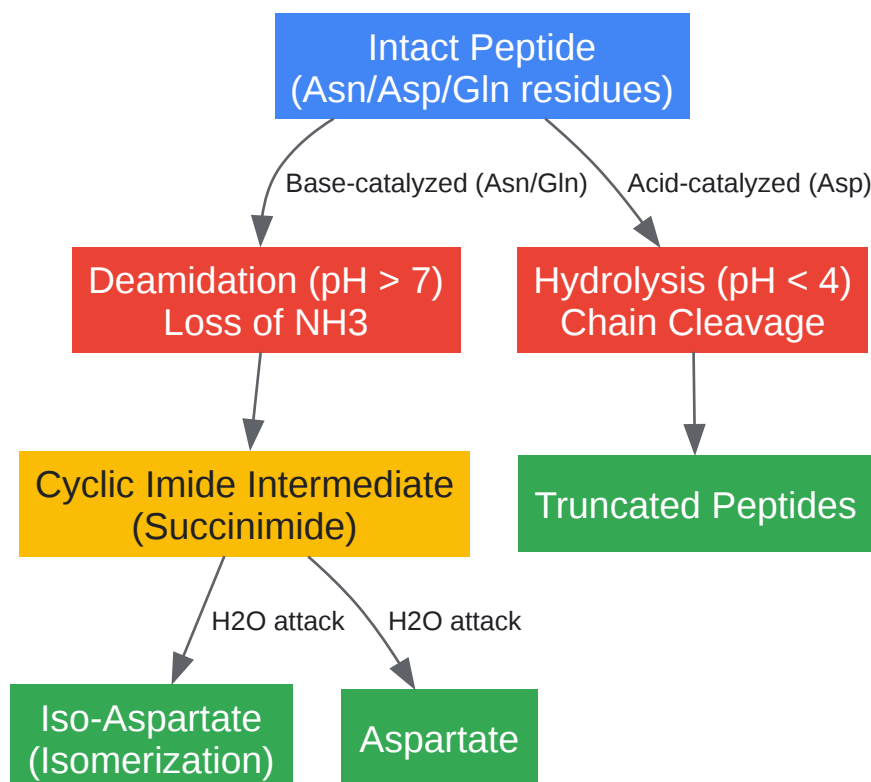 Intact Peptide
(Asn/Asp/Gln residues)
Base-catalyzed (Asn/Gln)
Acid-catalyzed (Asp)
Deamidation (pH > 7)
Loss of NH3
Hydrolysis (pH < 4)
Chain Cleavage
Cyclic Imide Intermediate
(Succinimide)
Truncated Peptides
H2O attack
H2O attack
Iso-Aspartate
(Isomerization)
Aspartate